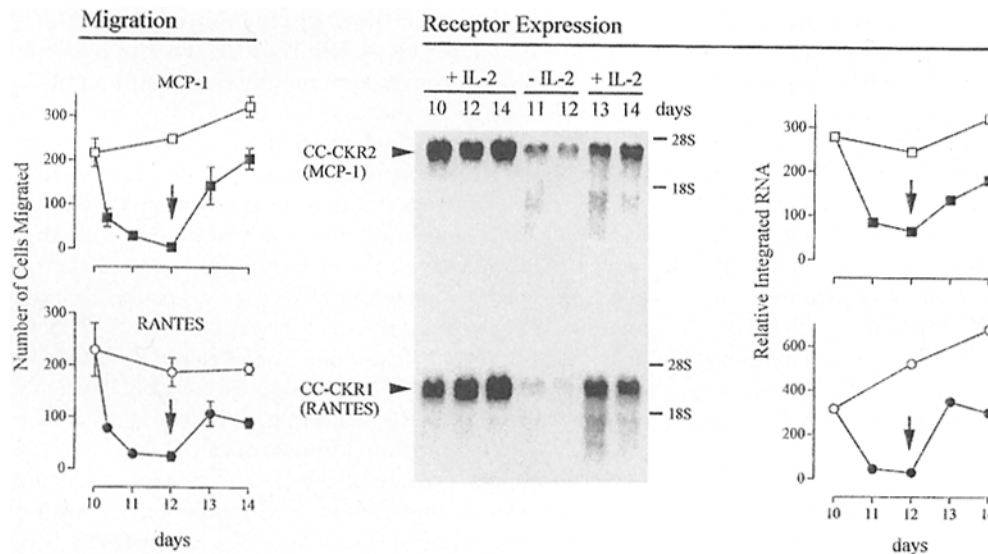 Migration
MCP-1
300
200
100
0
Number of Cells Migrated
RANTES
300
200
100
0
10 11 12 13 14
days
Receptor Expression
+ IL-2 - IL-2 + IL-2
10 12 14 11 12 13 14 days
CC-CKR2
(MCP-1)
28S
18S
CC-CKR1
(RANTES)
28S
18S
300
200
100
0
Relative Integrated RNA
600
400
200
0
10 11 12 13 14
days